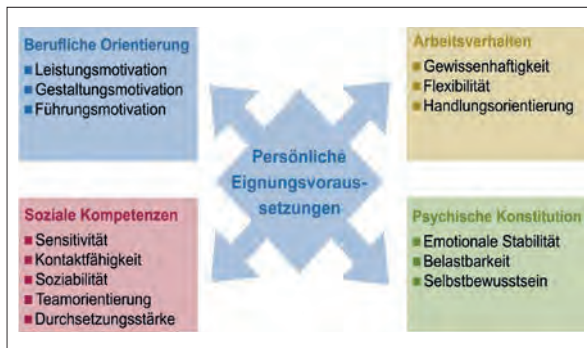 Berufliche Orientierung
Leistungsmotivation
Gestaltungsmotivation
Führungsmotivation
Arbeitsverhalten
Gewissenhaftigkeit
Flexibilität
Handlungsorientierung
Persönliche
Eignungsvoraus-
setzungen
Soziale Kompetenzen
Sensitivität
Kontaktfähigkeit
Soziabilität
Teamorientierung
Durchsetzungsstärke
Psychische Konstitution
Emotionale Stabilität
Belastbarkeit
Selbstbewusstsein